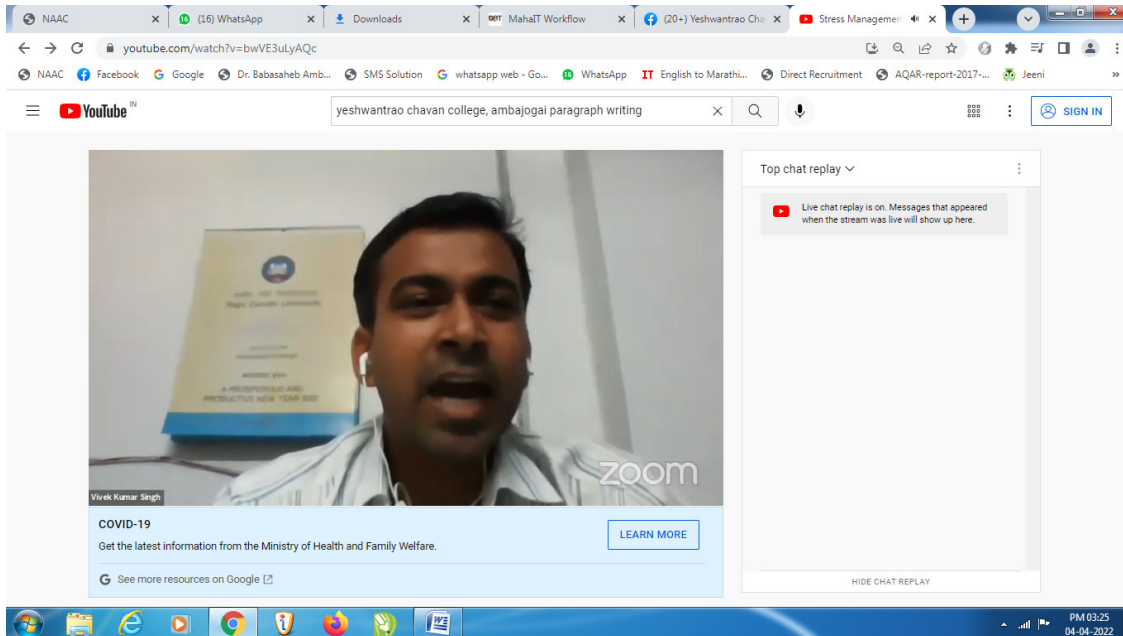 NAAC
(16) WhatsApp
Downloads
MahaIT Workflow
(20+) Yeshwantrao Cha
Stress Managemen
youtube.com/watch?v=bwVE3uLyAQc
NAAC
Facebook
Google
Dr. Babasaheb Amb...
SMS Solution
whatsapp web - Go...
WhatsApp
IT English to Marathi...
Direct Recruitment
AQAR-report-2017-...
Jeeni
YouTube IN
yeshwantrao chavan college, ambajogai paragraph writing
SIGN IN
Top chat replay
Live chat replay is on. Messages that appeared
when the stream was live will show up here.
Rajiv Gandhi University
A PROSPEROUS AND
PRODUCTIVE NEW YEAR
zoom
Vivek Kumar Singh
COVID-19
Get the latest information from the Ministry of Health and Family Welfare.
LEARN MORE
G See more resources on Google
HIDE CHAT REPLAY
PM 03:25
04-04-2022